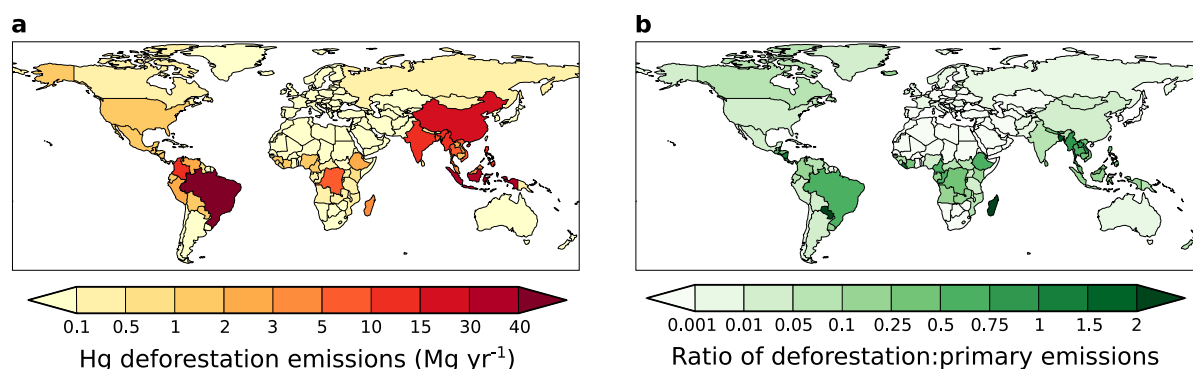 a
b
0.1 0.5 1 2 3 5 10 15 30 40
Hg deforestation emissions (Mg yr⁻¹)
0.001 0.01 0.05 0.1 0.25 0.5 0.75 1 1.5 2
Ratio of deforestation:primary emissions